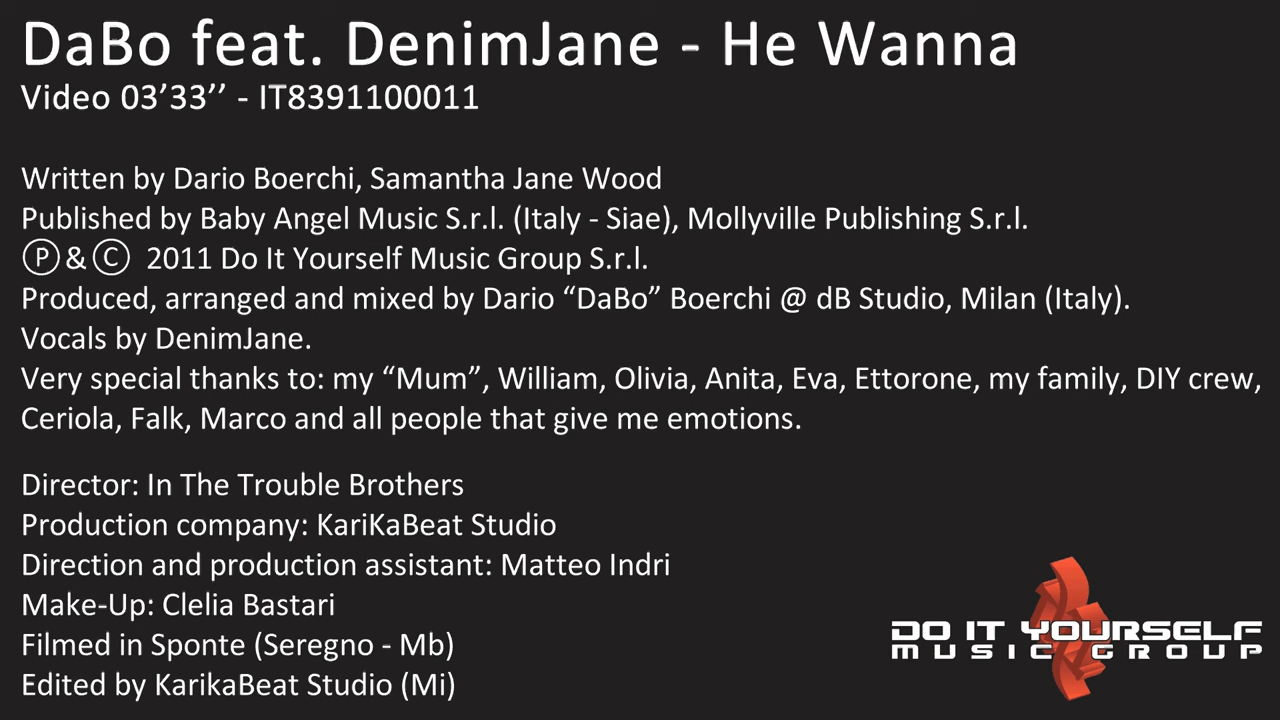 DaBo feat. DenimJane - He Wanna
Video 03’33’’ - IT8391100011
Written by Dario Boerchi, Samantha Jane Wood
Published by Baby Angel Music S.r.l. (Italy - Siae), Mollyville Publishing S.r.l.
Ⓟ & Ⓒ 2011 Do It Yourself Music Group S.r.l.
Produced, arranged and mixed by Dario “DaBo” Boerchi @ dB Studio, Milan (Italy).
Vocals by DenimJane.
Very special thanks to: my “Mum”, William, Olivia, Anita, Eva, Ettorone, my family, DIY crew,
Ceriola, Falk, Marco and all people that give me emotions.
Director: In The Trouble Brothers
Production company: KariKaBeat Studio
Direction and production assistant: Matteo Indri
Make-Up: Clelia Bastari
Filmed in Sponte (Seregno - Mb)
Edited by KarikaBeat Studio (Mi)
DO IT YOURSELF
MUSIC GROUP